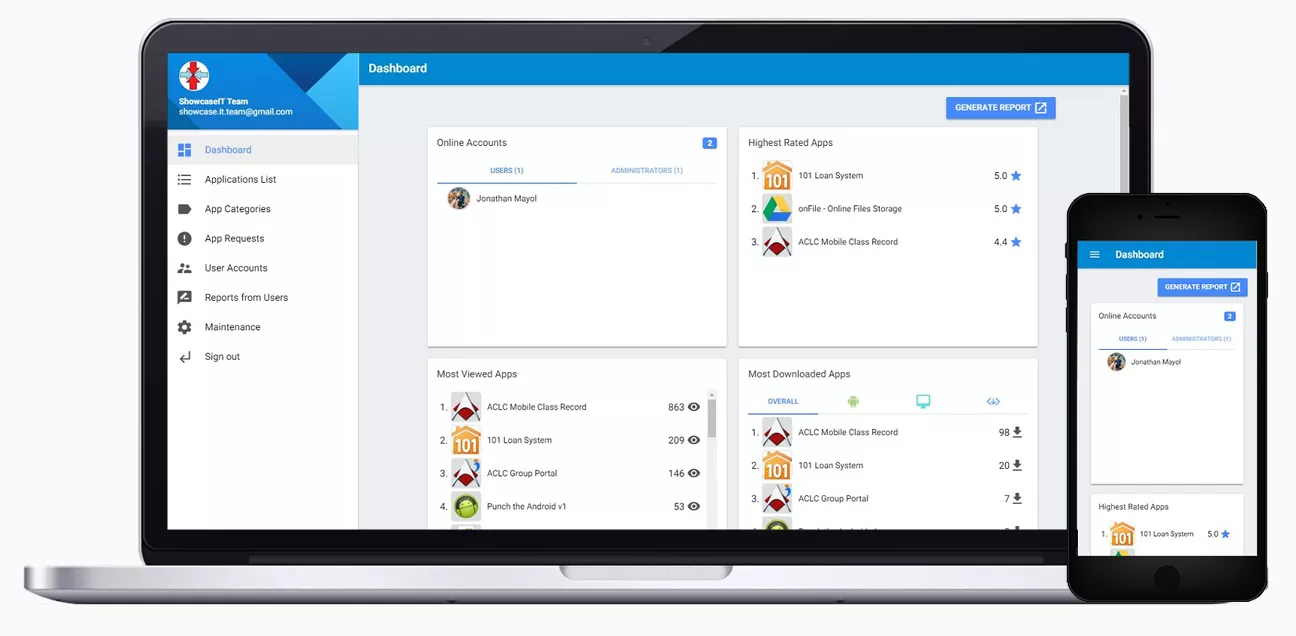 ShowcaseIT Team
showcase.it.team@gmail.com
Dashboard
Applications List
App Categories
App Requests
User Accounts
Reports from Users
Maintenance
Sign out
Dashboard
GENERATE REPORT
Online Accounts 2
USERS (1) ADMINISTRATORS (1)
Jonathan Mayol
Highest Rated Apps
1. 101 101 Loan System 5.0
2. onFile - Online Files Storage 5.0
3. ACLC Mobile Class Record 4.4
Most Viewed Apps
1. ACLC Mobile Class Record 863
2. 101 101 Loan System 209
3. ACLC Group Portal 146
4. Punch the Android v1 53
Most Downloaded Apps
OVERALL
1. ACLC Mobile Class Record 98
2. 101 101 Loan System 20
3. ACLC Group Portal 7
Dashboard
GENERATE REPORT
Online Accounts 2
USERS (1) ADMINISTRATORS (1)
Jonathan Mayol
Highest Rated Apps
1. 101 101 Loan System 5.0